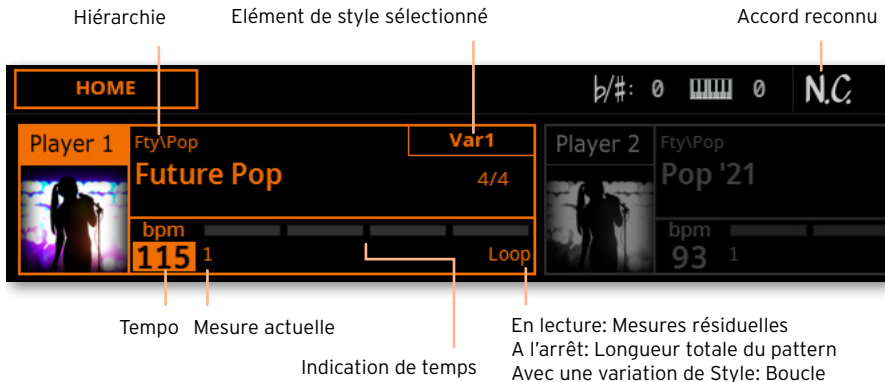 Hiérarchie
Elément de style sélectionné
Accord reconnu
HOME
b/#: 0 0 N.C.
Player 1 Fty\Pop Var1
Future Pop 4/4
bpm
115 1 Loop
Player 2 Fty\Pop
Pop '21
bpm
93 1
Tempo
Mesure actuelle
Indication de temps
En lecture: Mesures résiduelles
A l'arrêt: Longueur totale du pattern
Avec une variation de Style: Boucle